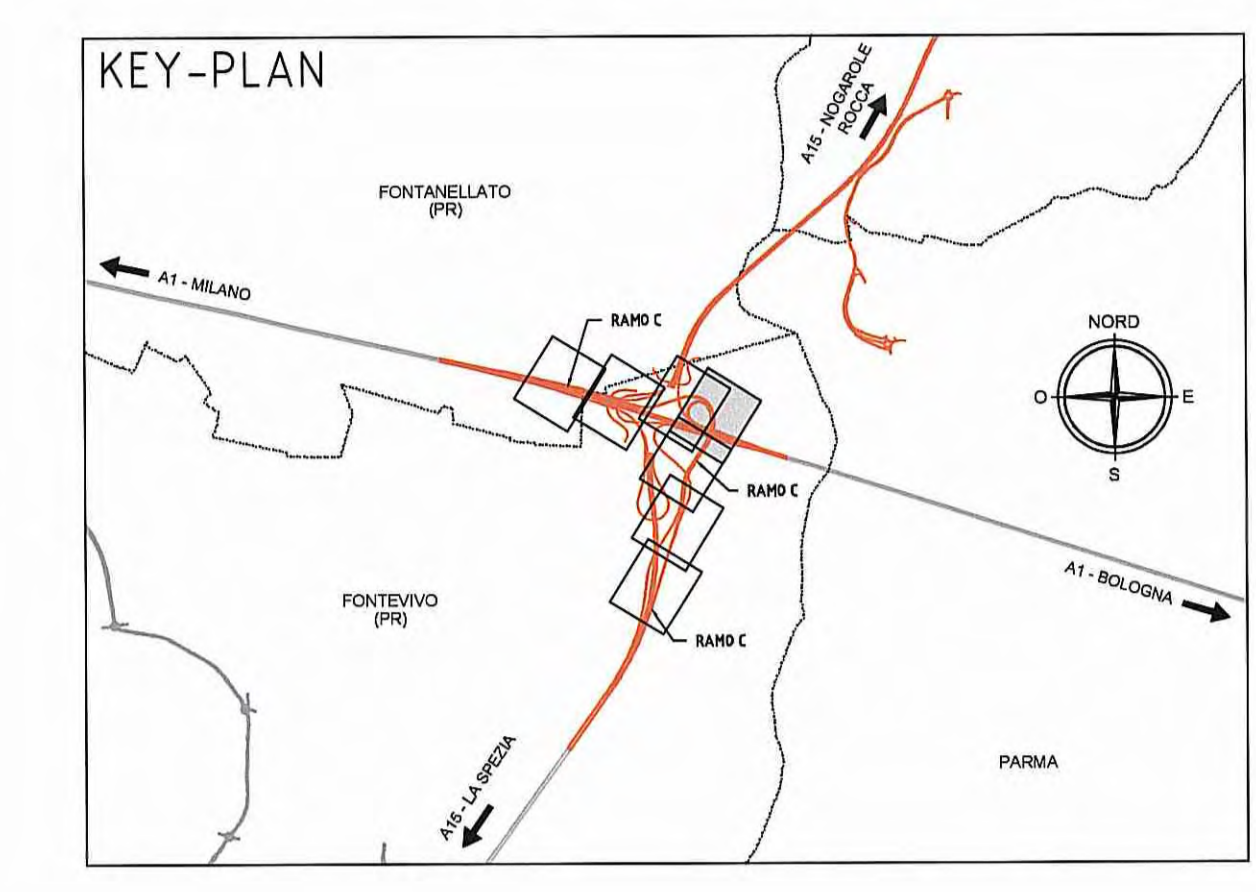 KEY-PLAN
A15 - NOGAROLE
ROCCA
FONTANELLATO
(PR)
A1 - MILANO
RAMO C
NORD
O
E
S
RAMO C
A1 - BOLOGNA
FONTEVIVO
(PR)
RAMO C
A15 - LA SPEZIA
PARMA